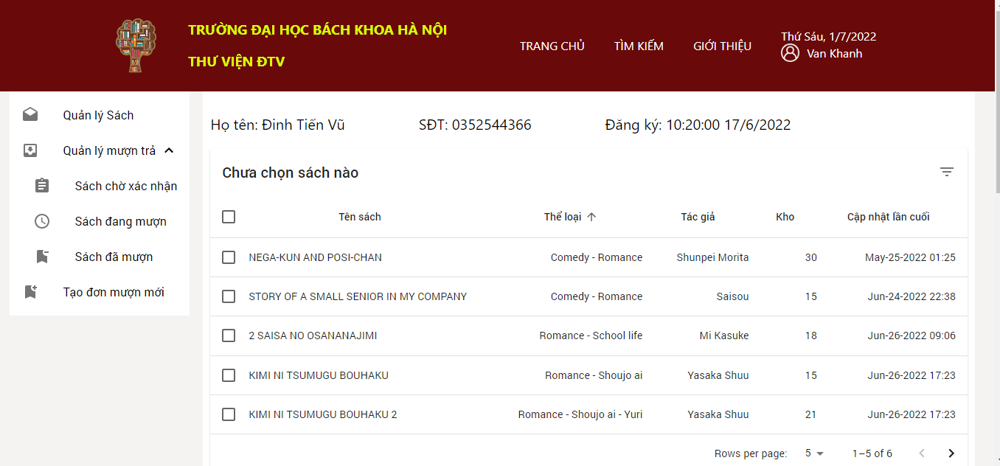 TRƯỜNG ĐẠI HỌC BÁCH KHOA HÀ NỘI
THƯ VIỆN ĐTV
TRANG CHỦ
TÌM KIẾM
GIỚI THIỆU
Thứ Sáu, 1/7/2022
Van Khanh
Quản lý Sách
Quản lý mượn trả
Sách chờ xác nhận
Sách đang mượn
Sách đã mượn
Tạo đơn mượn mới
Họ tên: Đinh Tiến Vũ SĐT: 0352544366 Đăng ký: 10:20:00 17/6/2022
Chưa chọn sách nào
Tên sách Thể loại Tác giả Kho Cập nhật lần cuối
NEGA-KUN AND POSI-CHAN Comedy - Romance Shunpei Morita 30 May-25-2022 01:25
STORY OF A SMALL SENIOR IN MY COMPANY Comedy - Romance Saisou 15 Jun-24-2022 22:38
2 SAISA NO OSANANAJIMI Romance - School life Mi Kasuke 18 Jun-26-2022 09:06
KIMI NI TSUMUGU BOUHAKU Romance - Shoujo ai Yasaka Shuu 15 Jun-26-2022 17:23
KIMI NI TSUMUGU BOUHAKU 2 Romance - Shoujo ai - Yuri Yasaka Shuu 21 Jun-26-2022 17:23
Rows per page: 5 1–5 of 6